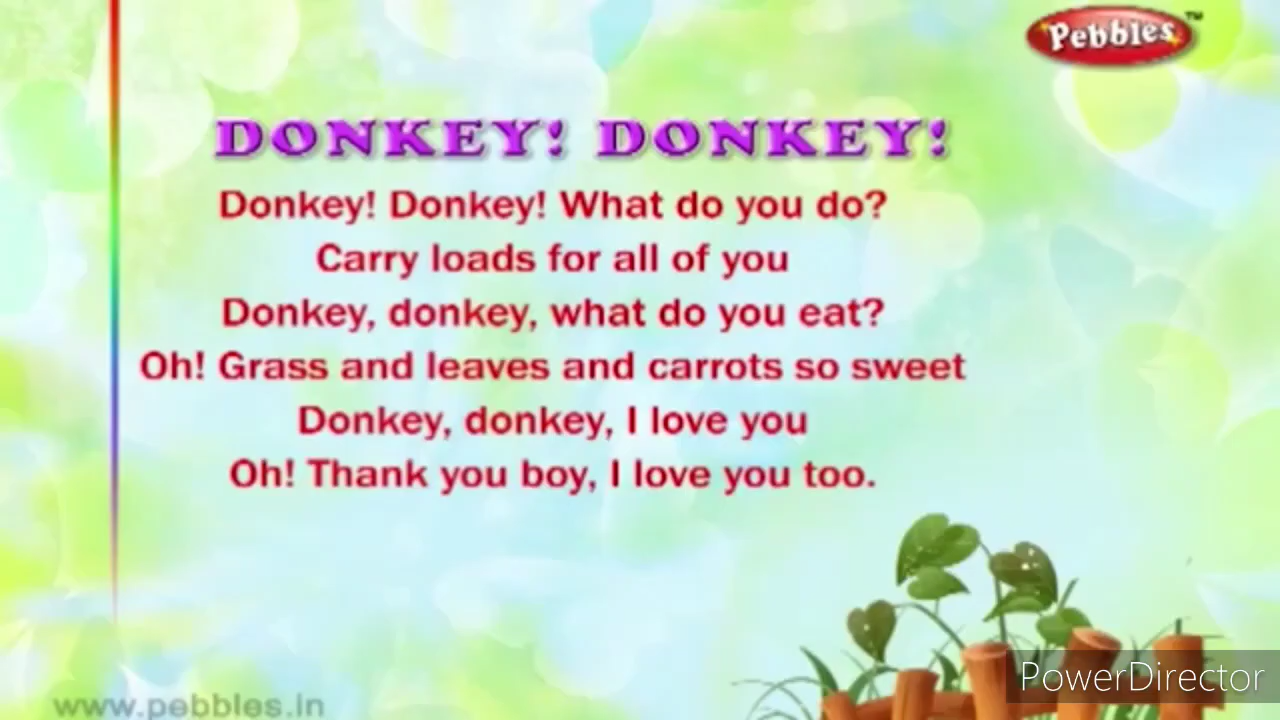 Pebbles™
DONKEY! DONKEY!
Donkey! Donkey! What do you do?
Carry loads for all of you
Donkey, donkey, what do you eat?
Oh! Grass and leaves and carrots so sweet
Donkey, donkey, I love you
Oh! Thank you boy, I love you too.
PowerDirector
www.pebbles.in